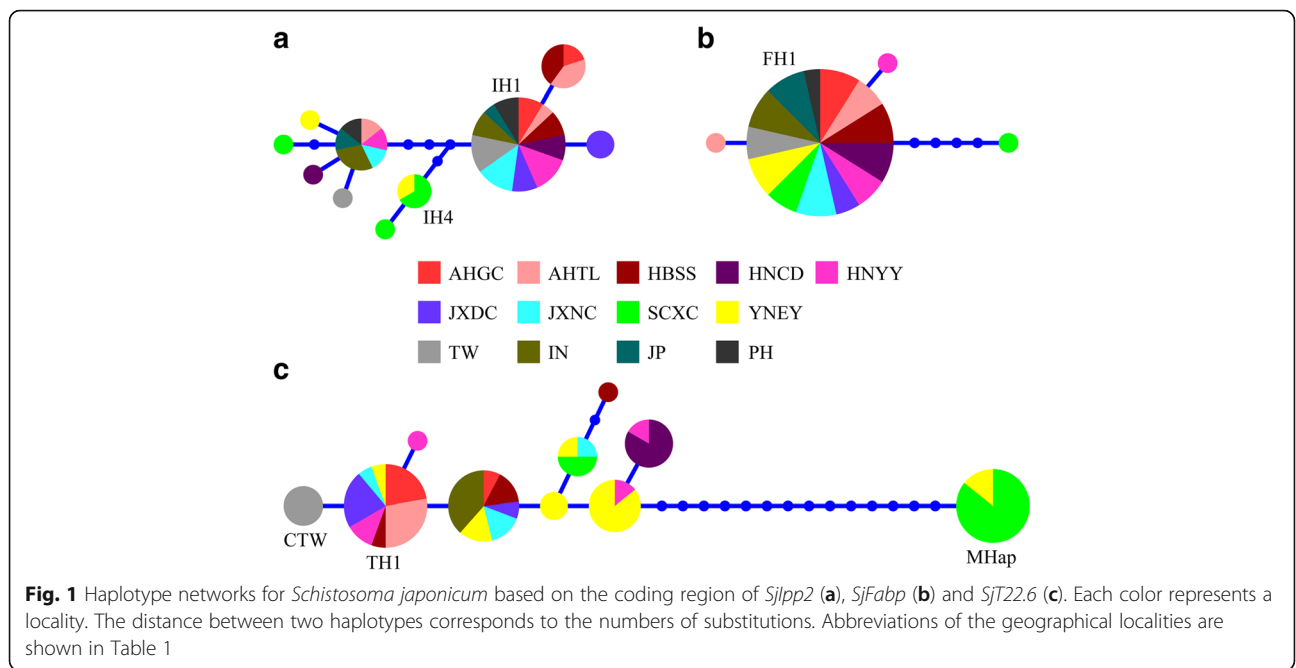 a
b
FH1
IH1
IH4
AHGC AHTL HBSS HNCD HNYY
JXDC JXNC SCXC YNEY
TW IN JP PH
c
CTW
TH1
MHap
Fig. 1 Haplotype networks for Schistosoma japonicum based on the coding region of SjIpp2 (a), SjFabp (b) and SjT22.6 (c). Each color represents a
locality. The distance between two haplotypes corresponds to the numbers of substitutions. Abbreviations of the geographical localities are
shown in Table 1